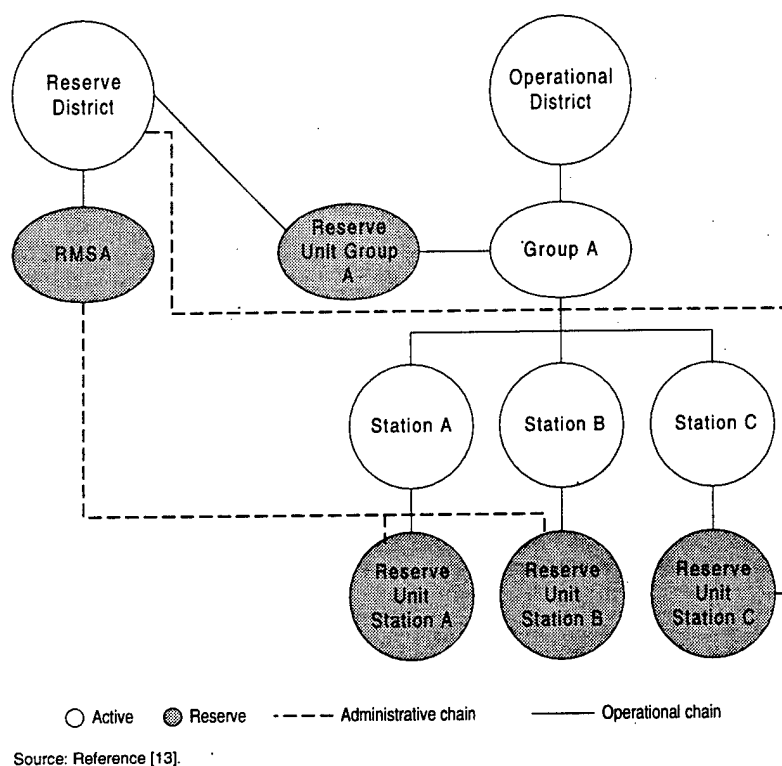 Reserve
District
Operational
District
RMSA
Reserve
Unit Group
A
Group A
Station A
Station B
Station C
Reserve
Unit
Station A
Reserve
Unit
Station B
Reserve
Unit
Station C
Active
Reserve
Administrative chain
Operational chain
Source: Reference [13].